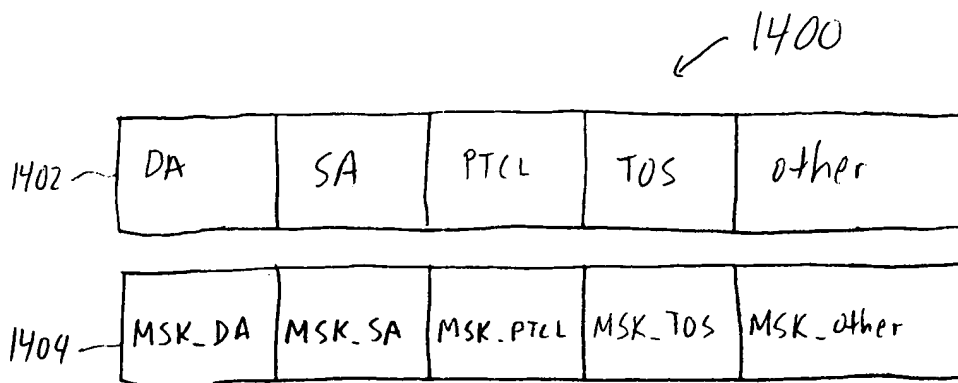 1400
1402 DA SA PTCL TOS other
1404 MSK_DA MSK_SA MSK_PTCL MSK_TOS MSK_other